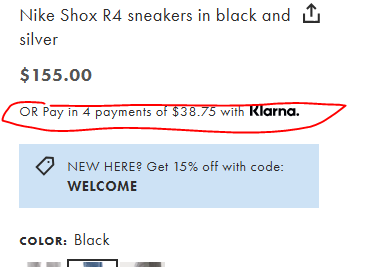 Nike Shox R4 sneakers in black and
silver
$155.00
OR Pay in 4 payments of $38.75 with Klarna.
NEW HERE? Get 15% off with code:
WELCOME
COLOR: Black